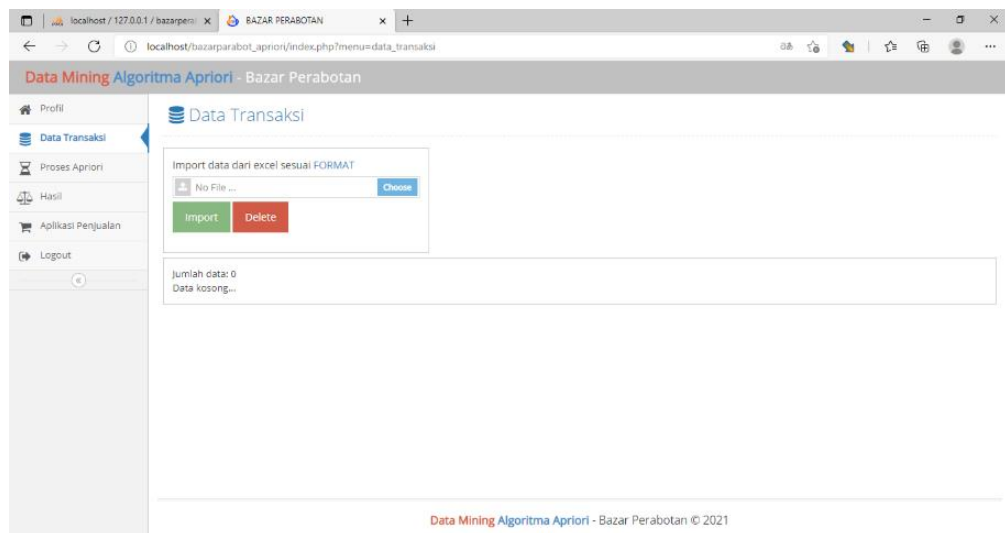 localhost / 127.0.0.1 / bazarpera
BAZAR PERABOTAN
localhost/bazarparabot_apriori/index.php?menu=data_transaksi
Data Mining Algoritma Apriori - Bazar Perabotan
Profil
Data Transaksi
Proses Apriori
Hasil
Aplikasi Penjualan
Logout
Data Transaksi
Import data dari excel sesuai FORMAT
No File ...
Choose
Import
Delete
Jumlah data: 0
Data kosong...
Data Mining Algoritma Apriori - Bazar Perabotan © 2021